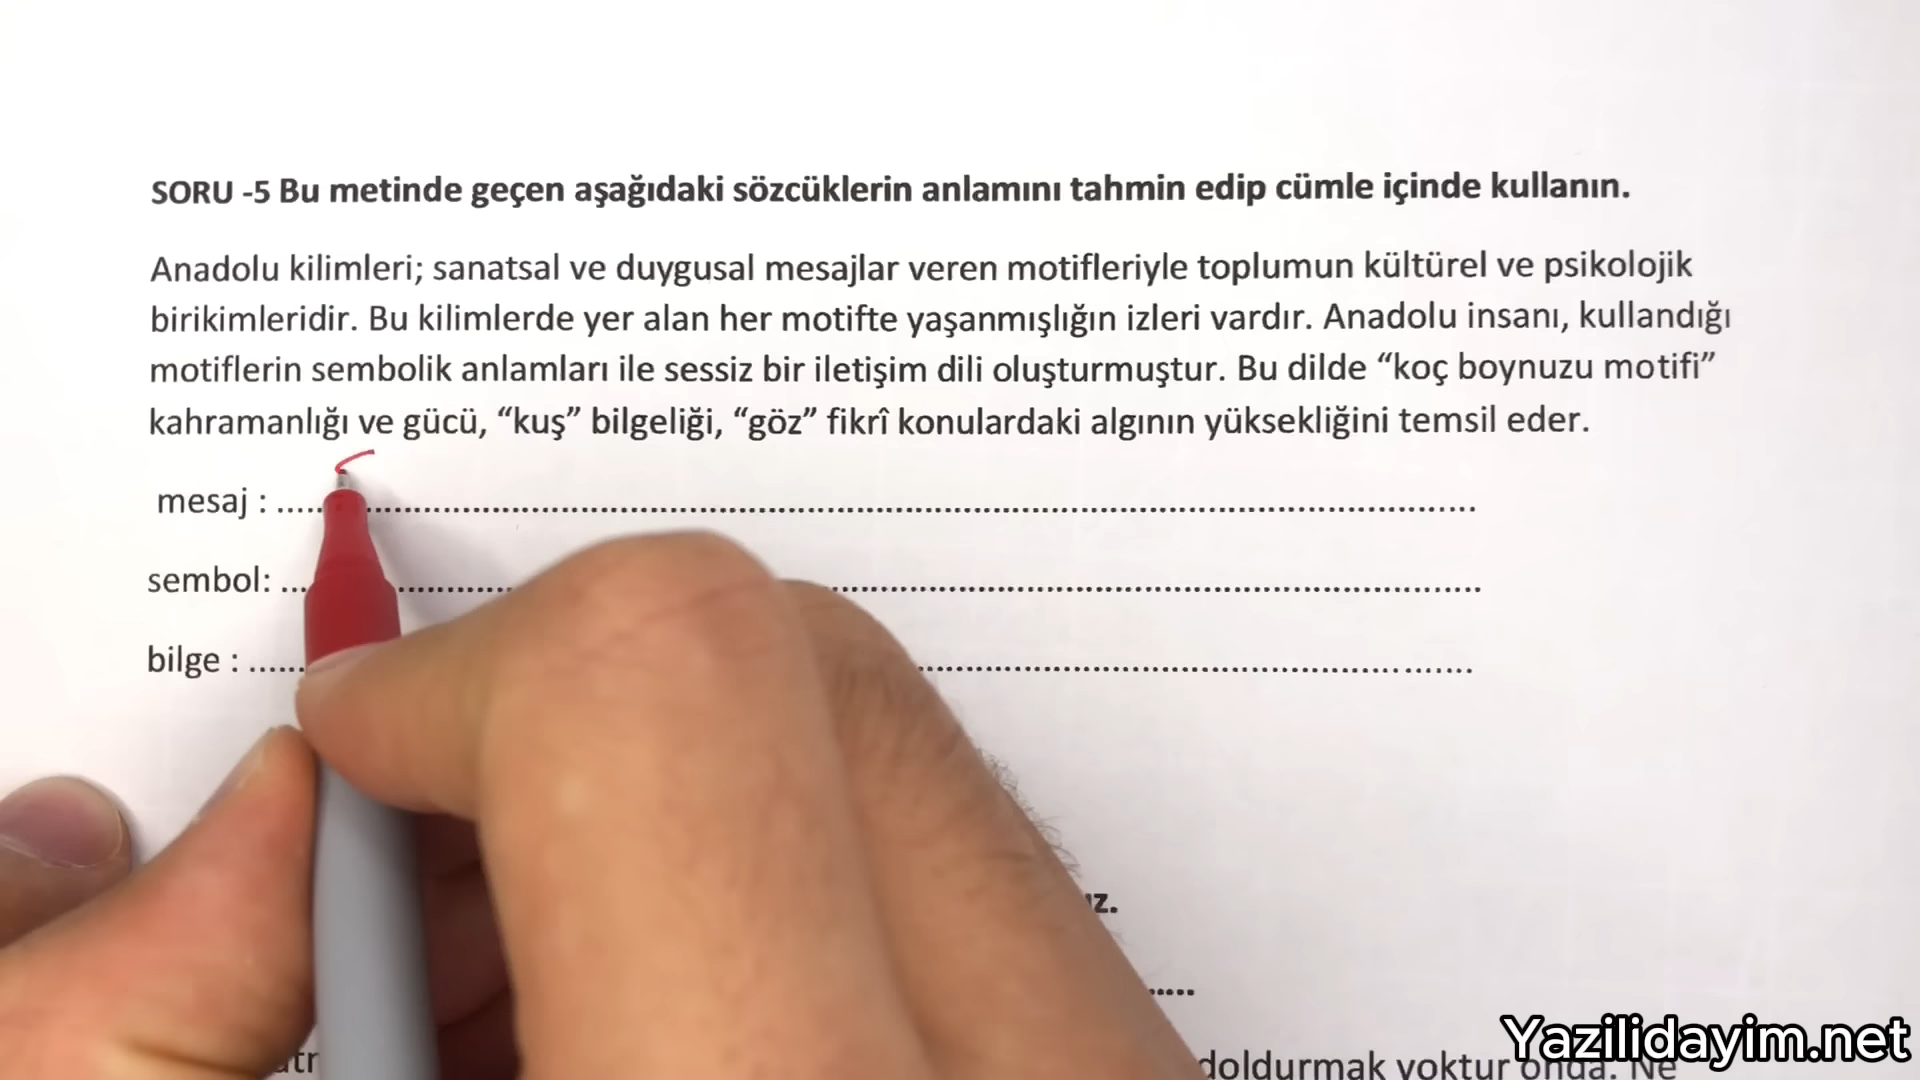 SORU -5 Bu metinde geçen aşağıdaki sözcüklerin anlamını tahmin edip cümle içinde kullanın.
Anadolu kilimleri; sanatsal ve duygusal mesajlar veren motifleriyle toplumun kültürel ve psikolojik
birikimleridir. Bu kilimlerde yer alan her motifte yaşanmışlığın izleri vardır. Anadolu insanı, kullandığı
motiflerin sembolik anlamları ile sessiz bir iletişim dili oluşturmuştur. Bu dilde “koç boynuzu motifi”
kahramanlığı ve gücü, “kuş” bilgeliği, “göz” fikrî konulardaki algının yüksekliğini temsil eder.
mesaj : ..........
sembol: ..........
bilge : ..........
doldurmak yoktur onda. Ne
Yazilidayim.net